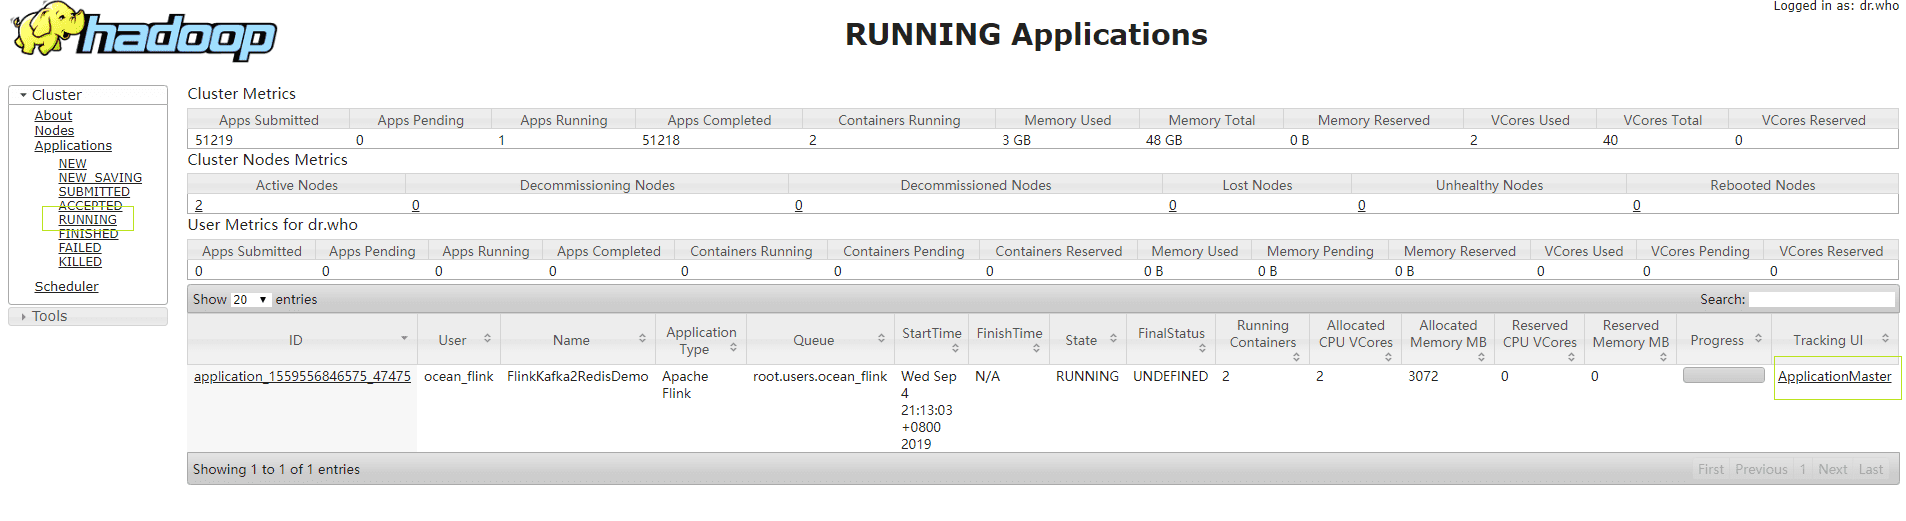 Logged in as: dr.who
hadoop
RUNNING Applications
Cluster
About
Nodes
Applications
NEW
NEW_SAVING
SUBMITTED
ACCEPTED
RUNNING
FINISHED
FAILED
KILLED
Scheduler
Tools
Cluster Metrics
Apps Submitted Apps Pending Apps Running Apps Completed Containers Running Memory Used Memory Total Memory Reserved VCores Used VCores Total VCores Reserved
51219 0 1 51218 2 3 GB 48 GB 0 B 2 40 0
Cluster Nodes Metrics
Active Nodes Decommissioning Nodes Decommissioned Nodes Lost Nodes Unhealthy Nodes Rebooted Nodes
2 0 0 0 0 0
User Metrics for dr.who
Apps Submitted Apps Pending Apps Running Apps Completed Containers Running Containers Pending Containers Reserved Memory Used Memory Pending Memory Reserved VCores Used VCores Pending VCores Reserved
0 0 0 0 0 0 0 0 B 0 B 0 B 0 0 0
Show 20 entries Search:
ID User Name Application Type Queue StartTime FinishTime State FinalStatus Running Containers Allocated CPU VCores Allocated Memory MB Reserved CPU VCores Reserved Memory MB Progress Tracking UI
application_1559556846575_47475 ocean_flink FlinkKafka2RedisDemo Apache Flink root.users.ocean_flink Wed Sep 4 21:13:03 +0800 2019 N/A RUNNING UNDEFINED 2 2 3072 0 0 ApplicationMaster
Showing 1 to 1 of 1 entries First Previous 1 Next Last